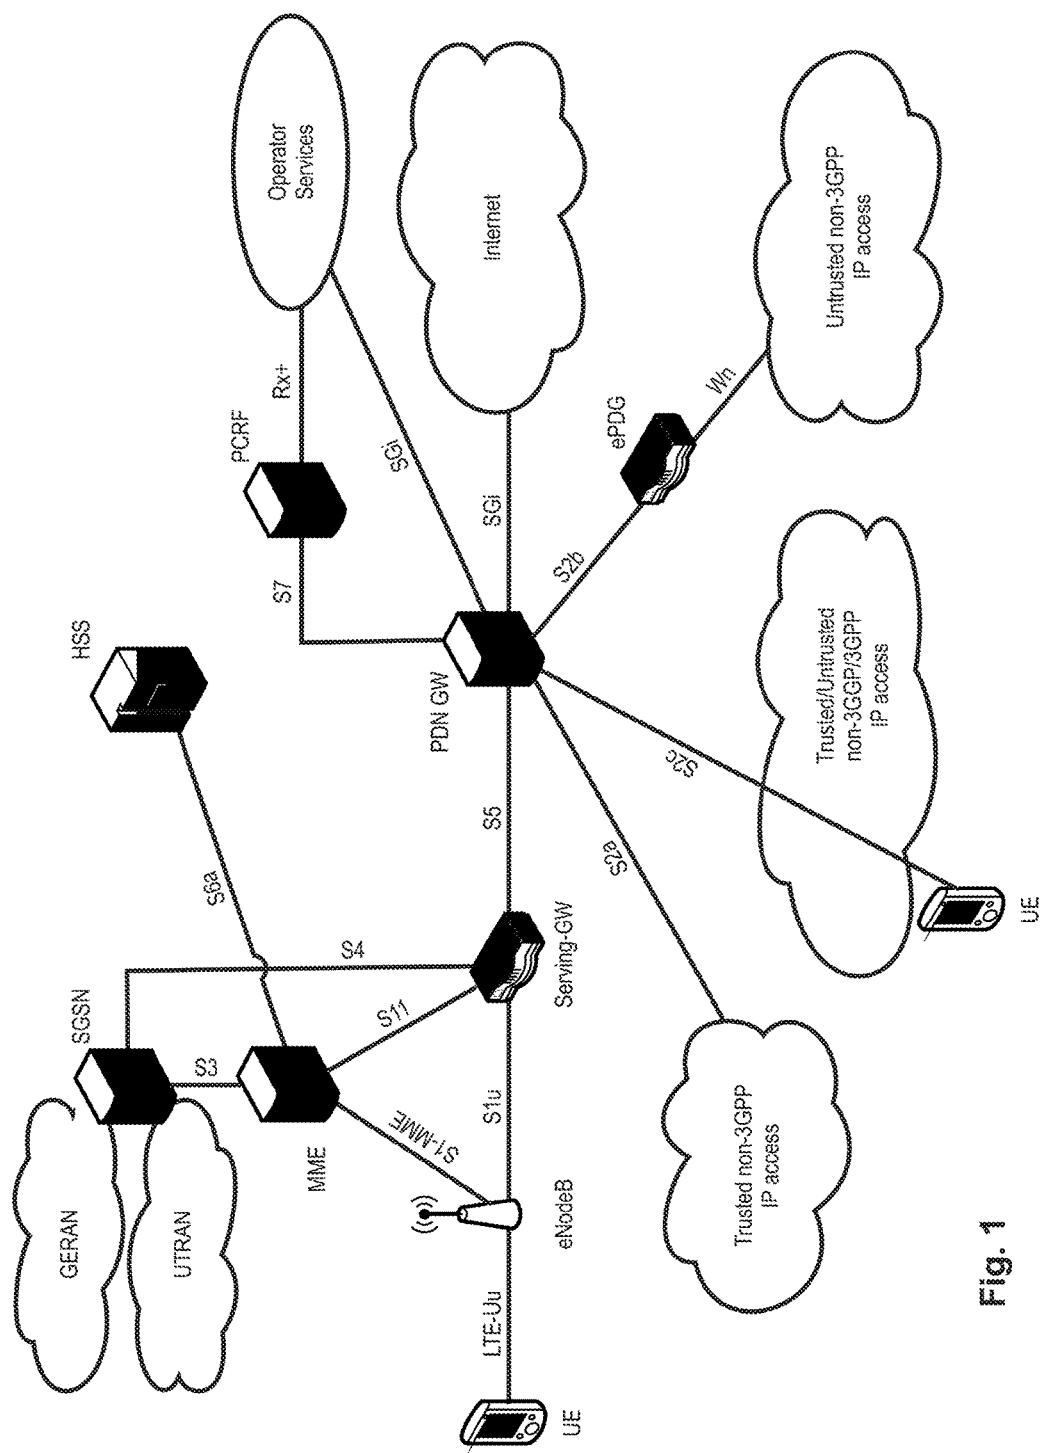 GERAN
UTRAN
SGSN
HSS
S3
S6a
S4
MME
S11
S1-MME
S7
PCRF
Rx+
Operator
Services
SGi
UE
LTE-Uu
eNodeB
S1u
Serving-GW
S5
PDN GW
SGi
Internet
S2a
S2c
S2b
ePDG
Wn
Trusted non-3GPP
IP access
UE
Trusted/Untrusted
non-3GGP/3GPP
IP access
Untrusted non-3GPP
IP access
Fig. 1